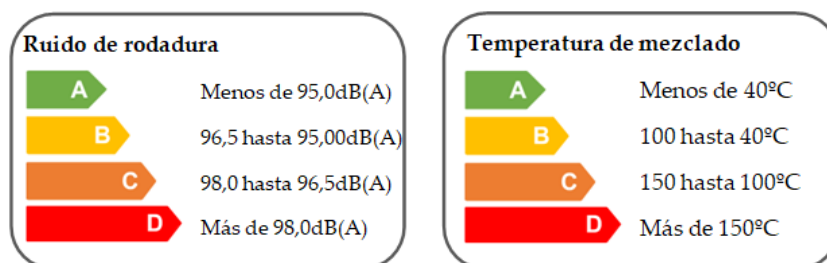 Ruido de rodadura
A Menos de 95,0dB(A)
B 96,5 hasta 95,00dB(A)
C 98,0 hasta 96,5dB(A)
D Más de 98,0dB(A)
Temperatura de mezclado
A Menos de 40ºC
B 100 hasta 40ºC
C 150 hasta 100ºC
D Más de 150ºC